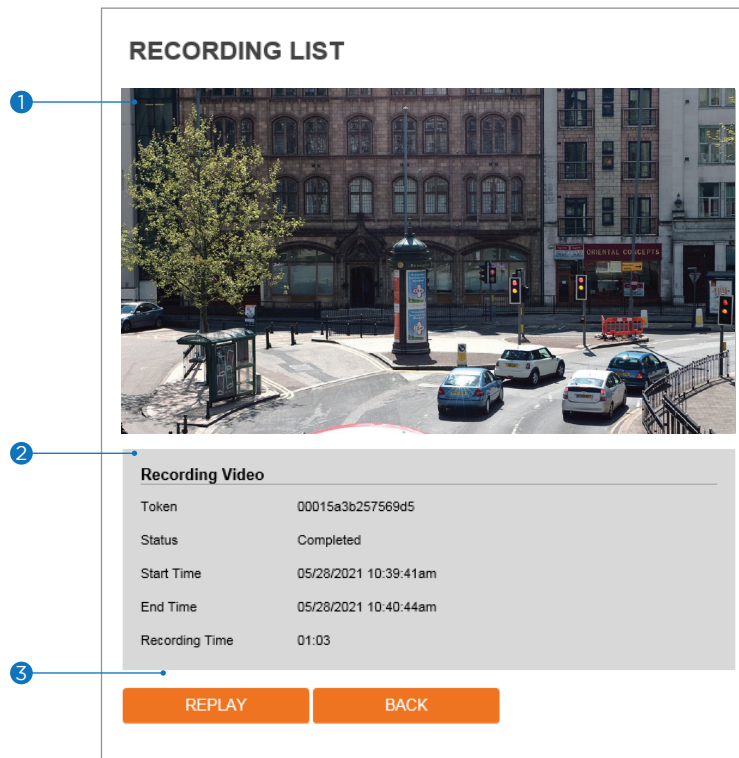 RECORDING LIST
1
ORIENTAL CONCEPTS
2
Recording Video
Token 00015a3b257569d5
Status Completed
Start Time 05/28/2021 10:39:41am
End Time 05/28/2021 10:40:44am
Recording Time 01:03
3
REPLAY BACK